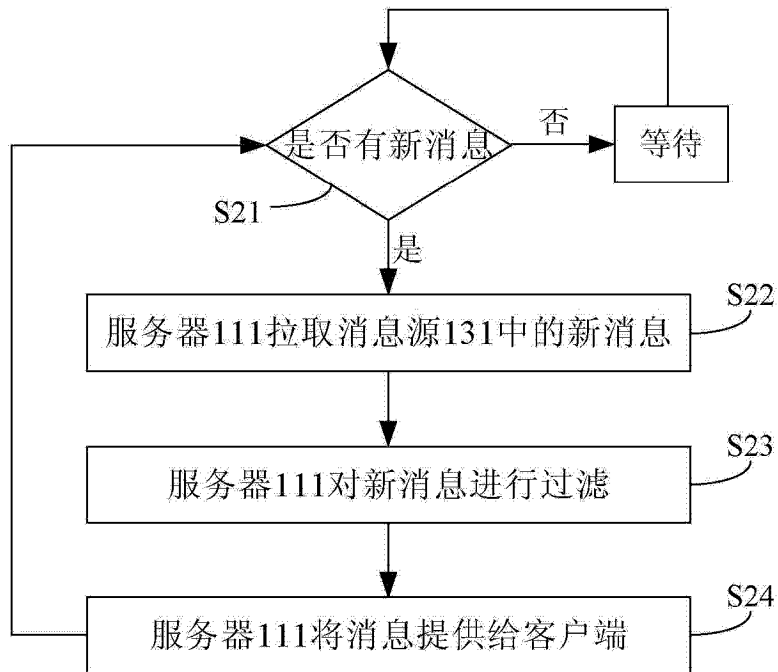 是否有新消息
否
等待
S21
是
S22
服务器111拉取消息源131中的新消息
S23
服务器111对新消息进行过滤
S24
服务器111将消息提供给客户端